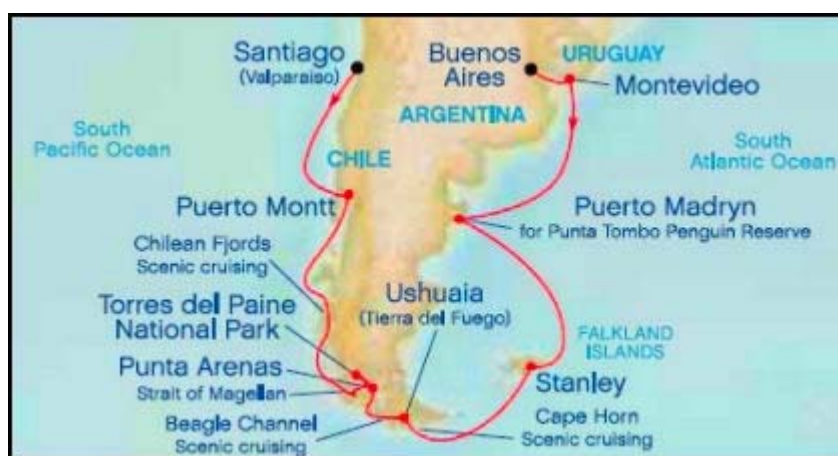 Santiago
(Valparaiso)
Buenos
Aires
URUGUAY
Montevideo
ARGENTINA
South
Pacific Ocean
South
Atlantic Ocean
CHILE
Puerto Montt
Puerto Madryn
for Punta Tombo Penguin Reserve
Chilean Fjords
Scenic cruising
Ushuaia
(Tierra del Fuego)
Torres del Paine
National Park
FALKLAND
ISLANDS
Punta Arenas
Strait of Magellan
Stanley
Beagle Channel
Scenic cruising
Cape Horn
Scenic cruising